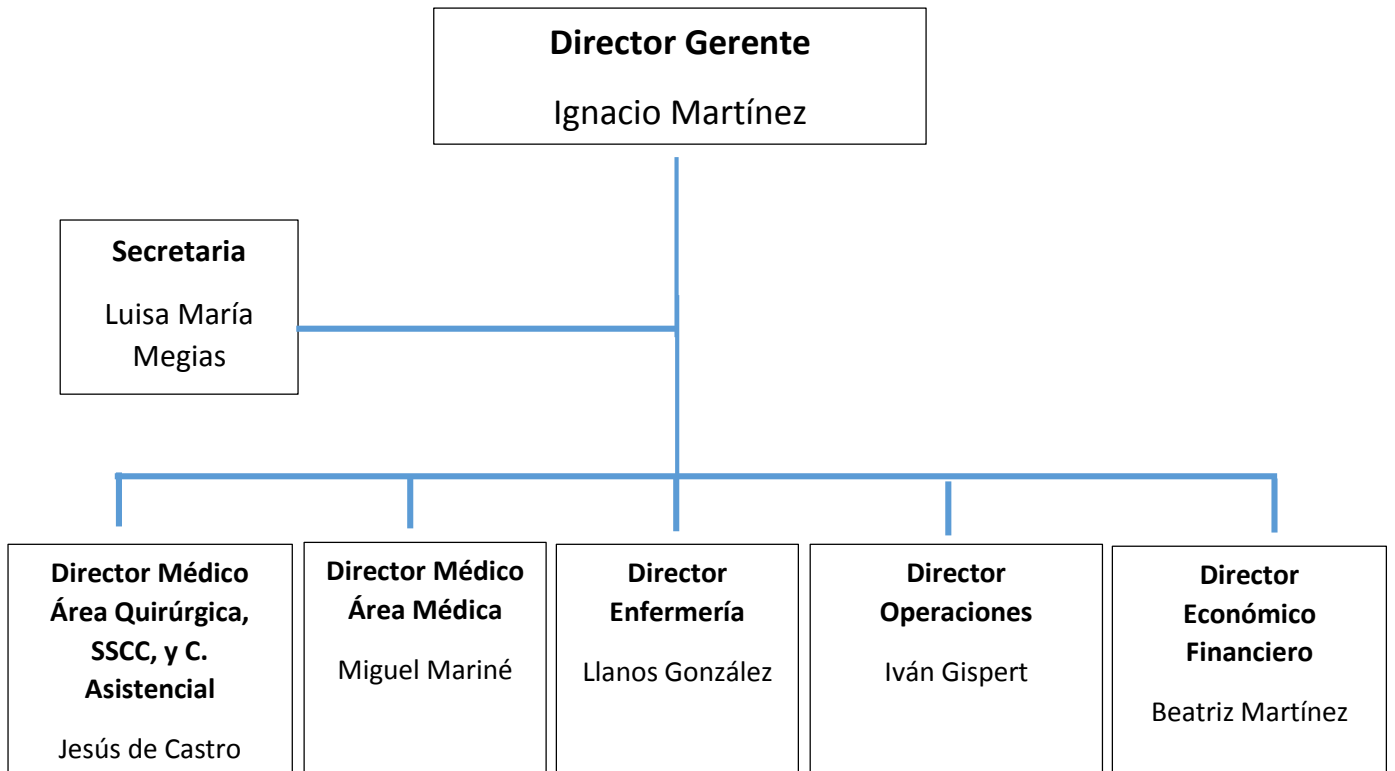 Director Gerente
Ignacio Martínez
Secretaria
Luisa María
Megias
Director Médico
Área Quirúrgica,
SSCC, y C.
Asistencial
Jesús de Castro
Director Médico
Área Médica
Miguel Mariné
Director
Enfermería
Llanos González
Director
Operaciones
Iván Gispert
Director
Económico
Financiero
Beatriz Martínez